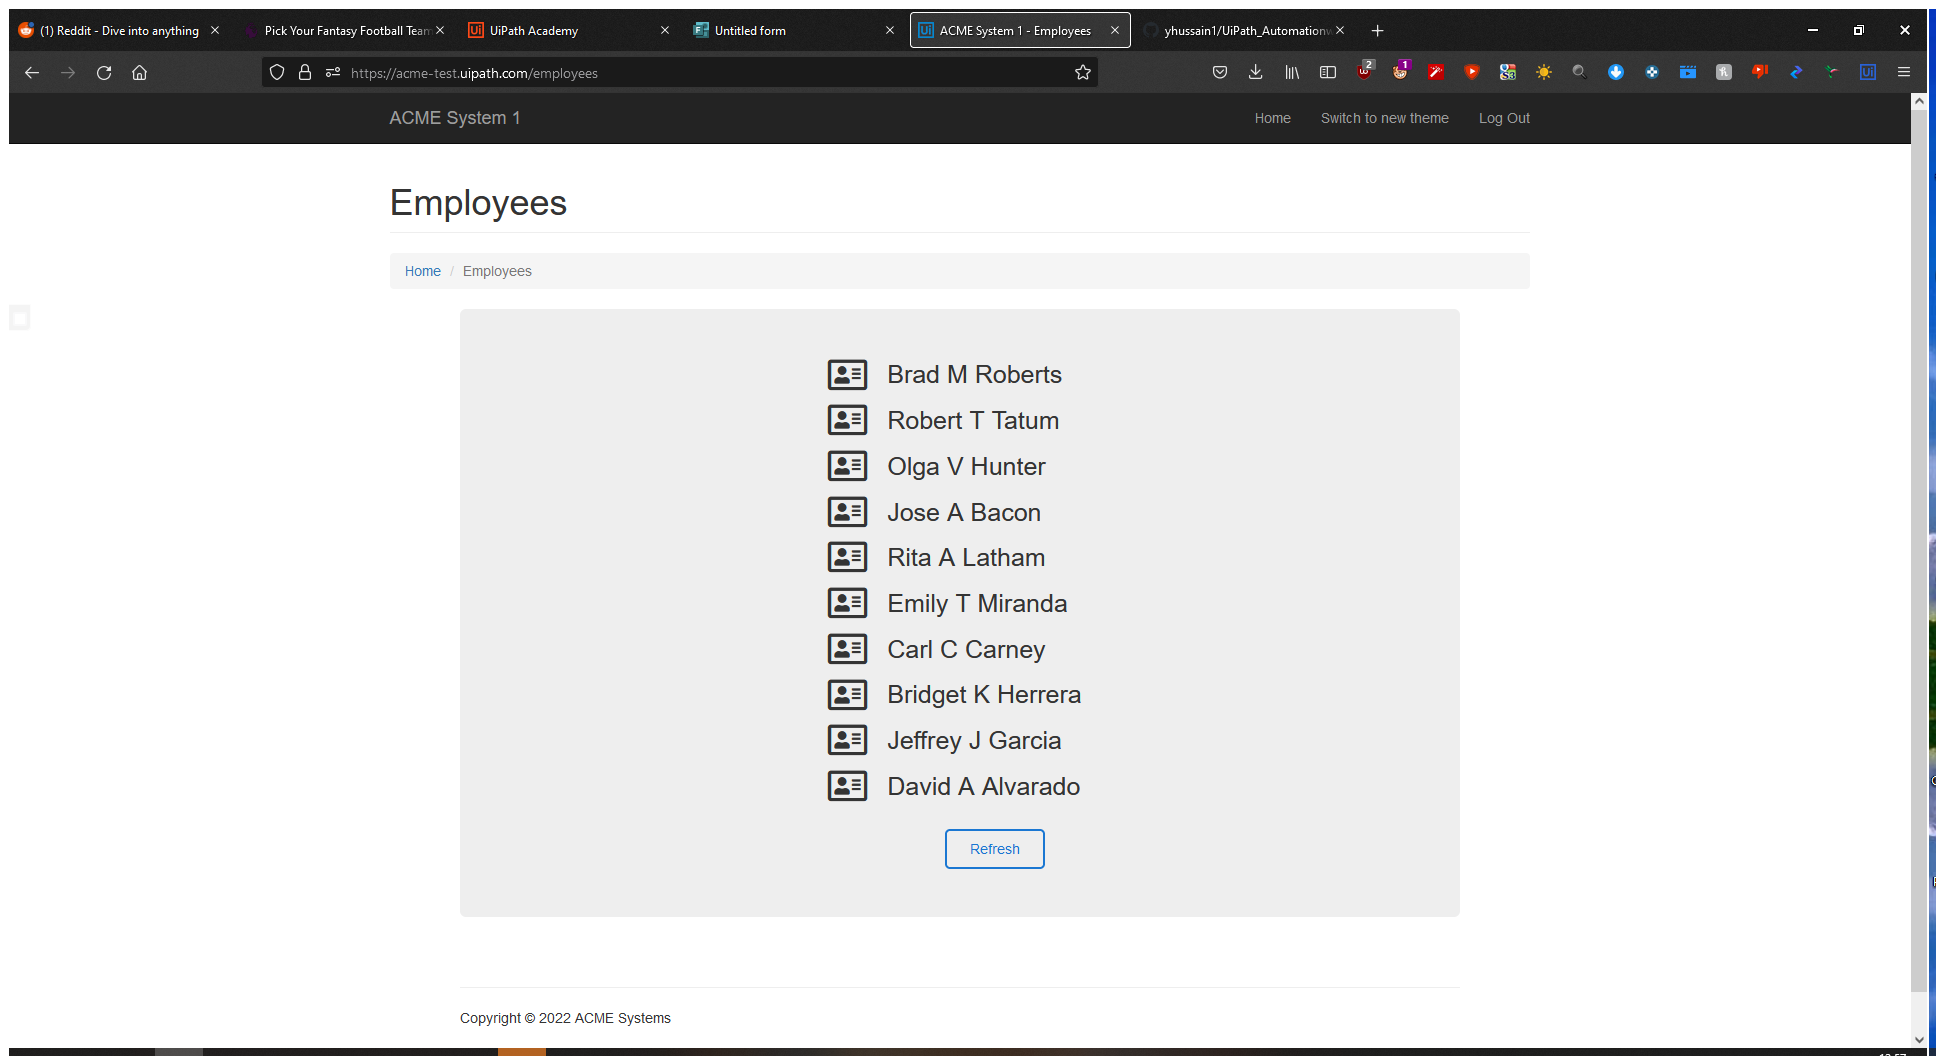 (1) Reddit - Dive into anything
Pick Your Fantasy Football Team
UiPath Academy
Untitled form
ACME System 1 - Employees
yhussain1/UiPath_Automationw
https://acme-test.uipath.com/employees
2
1
ACME System 1
Home
Switch to new theme
Log Out
Employees
Home / Employees
Brad M Roberts
Robert T Tatum
Olga V Hunter
Jose A Bacon
Rita A Latham
Emily T Miranda
Carl C Carney
Bridget K Herrera
Jeffrey J Garcia
David A Alvarado
Refresh
Copyright © 2022 ACME Systems